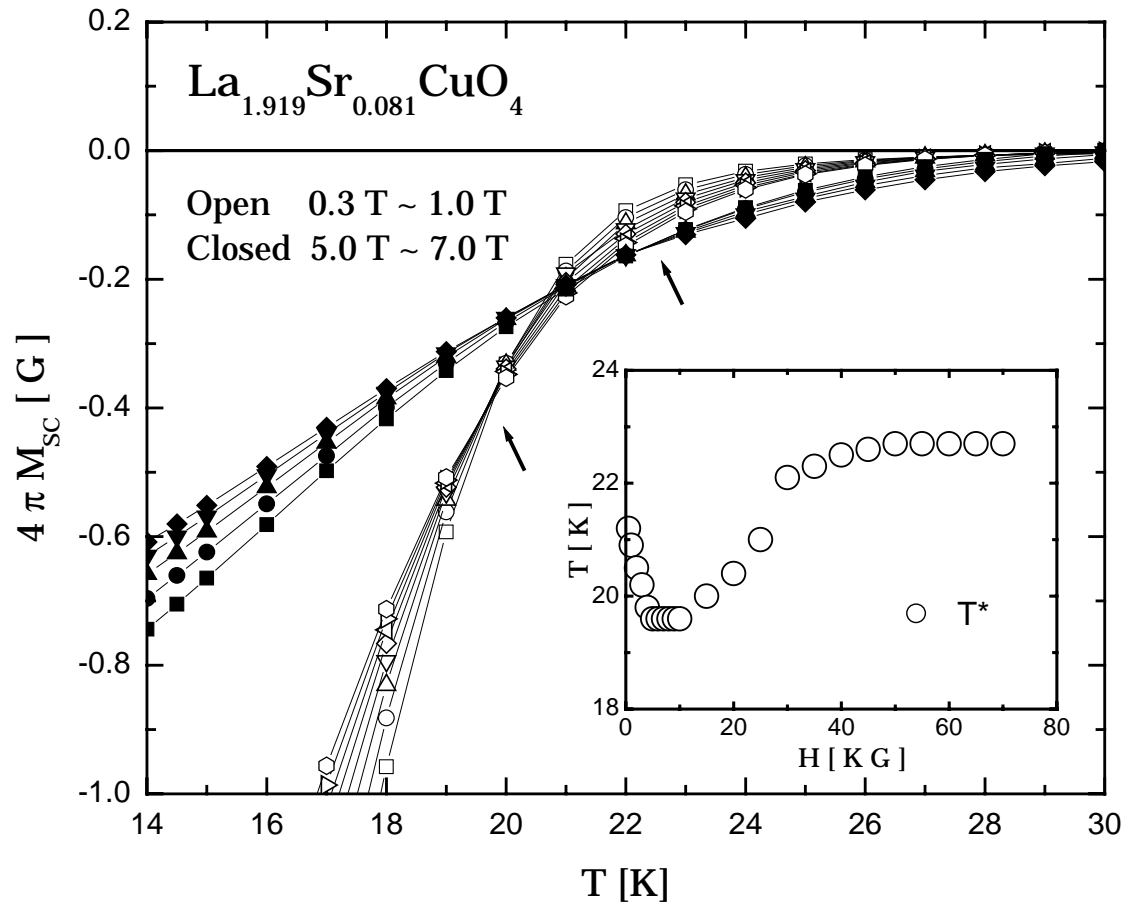 0.2
La1.919Sr0.081CuO4
0.0
Open 0.3 T ~ 1.0 T
Closed 5.0 T ~ 7.0 T
-0.2
-0.4
-0.6
-0.8
-1.0
4 π MSC [ G ]
14 16 18 20 22 24 26 28 30
T [K]
24
22
20
18
T [ K ]
T*
0 20 40 60 80
H [ K G ]